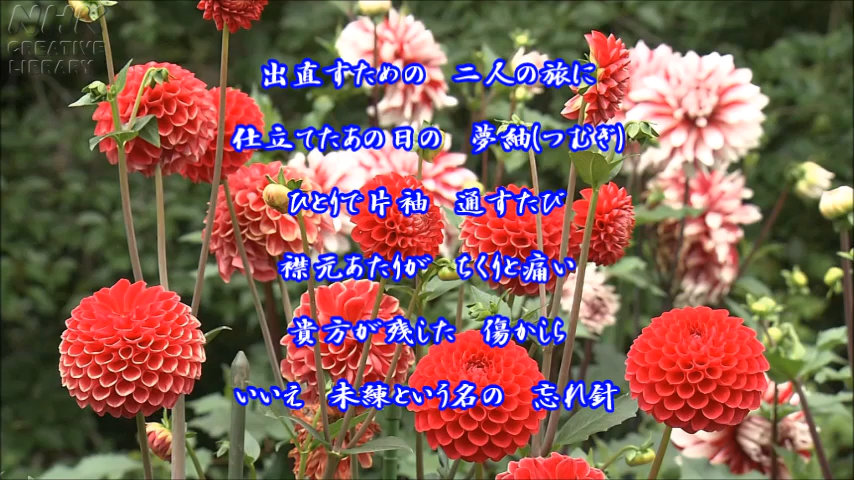 NHK
CREATIVE
LIBRARY
出直すための　二人の旅に
仕立てたあの日の　夢紬(つむぎ)
ひとりで片袖　通すたび
襟元あたりが　ちくりと痛い
貴方が残した　傷かしら
いいえ　未練という名の　忘れ針